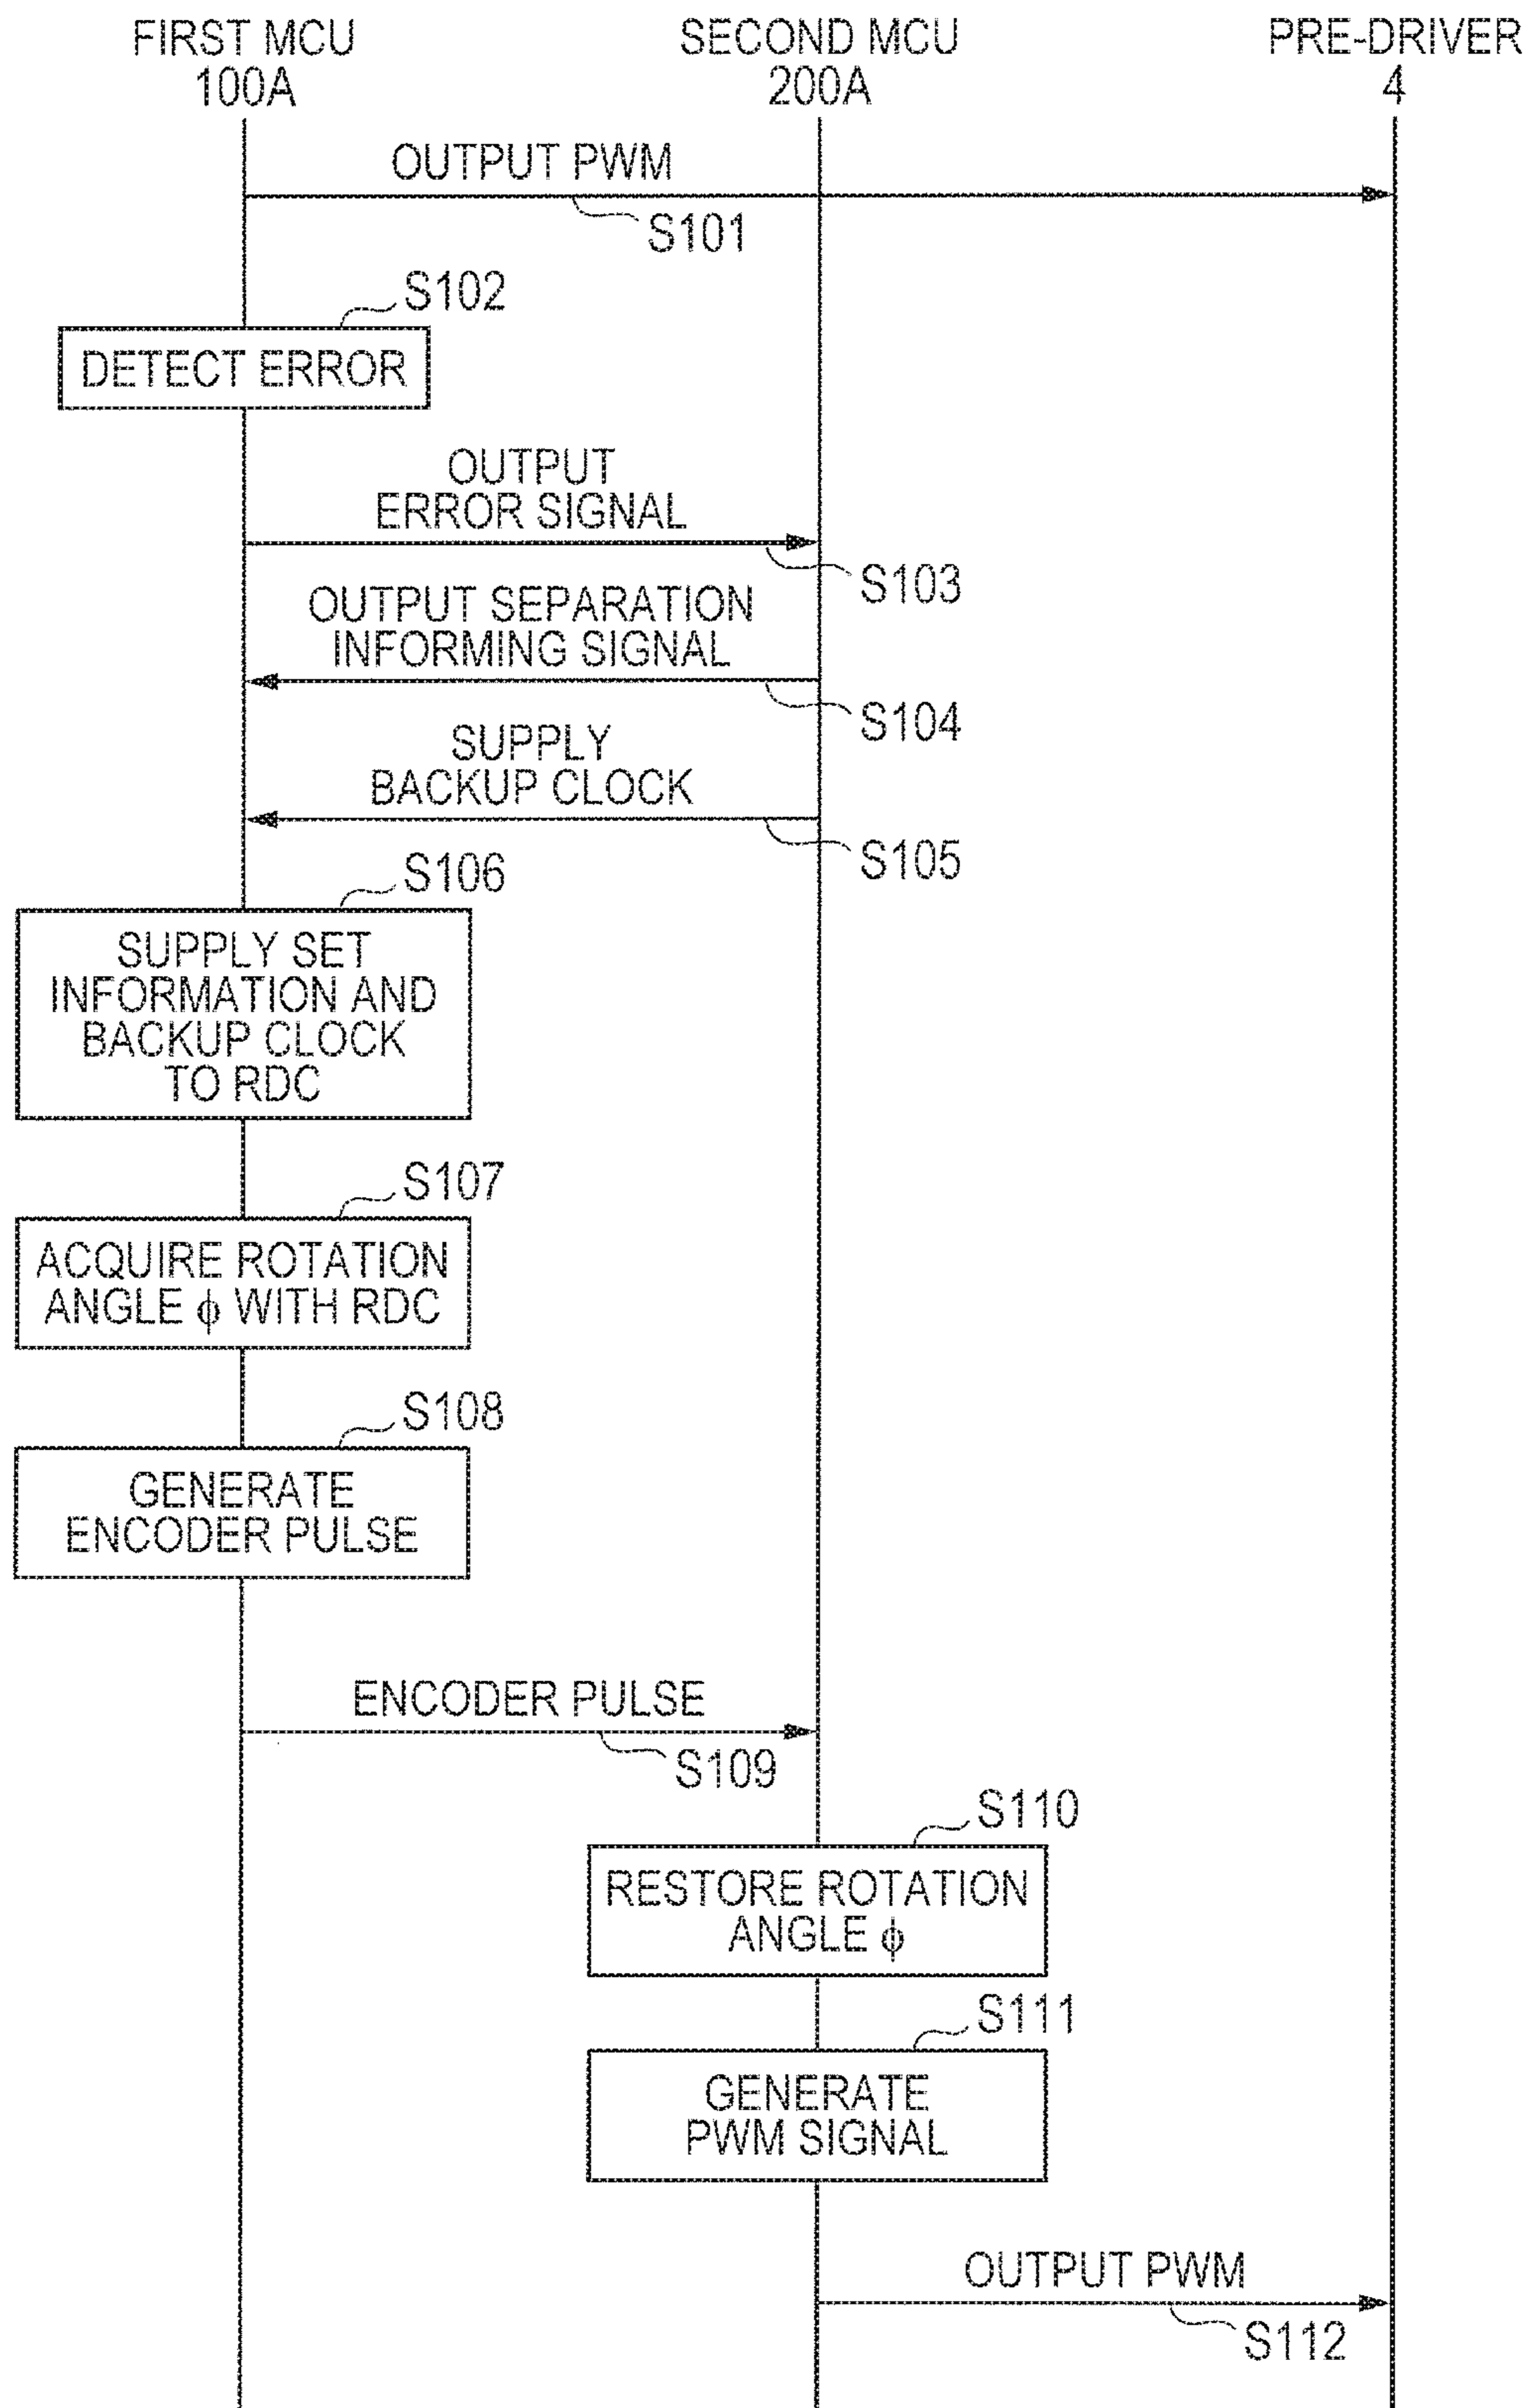 FIRST MCU
100A
SECOND MCU
200A
PRE-DRIVER
4
OUTPUT PWM
S101
S102
DETECT ERROR
OUTPUT
ERROR SIGNAL
S103
OUTPUT SEPARATION
INFORMING SIGNAL
S104
SUPPLY
BACKUP CLOCK
S105
S106
SUPPLY SET
INFORMATION AND
BACKUP CLOCK
TO RDC
S107
ACQUIRE ROTATION
ANGLE ϕ WITH RDC
S108
GENERATE
ENCODER PULSE
ENCODER PULSE
S109
S110
RESTORE ROTATION
ANGLE ϕ
S111
GENERATE
PWM SIGNAL
OUTPUT PWM
S112